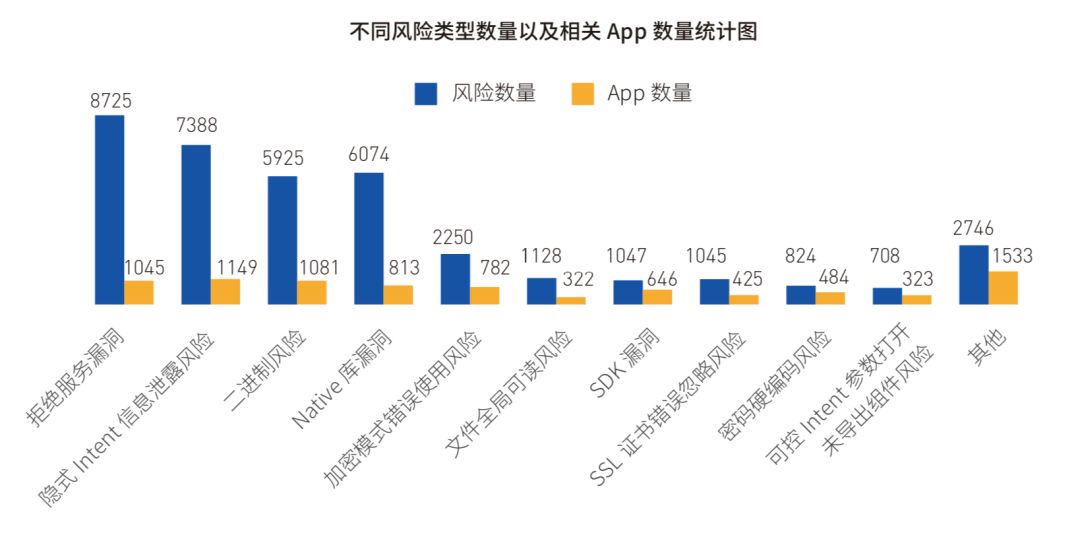 不同风险类型数量以及相关 App 数量统计图
风险数量 App 数量
8725 1045
7388 1149
5925 1081
6074 813
2250 782
1128 322
1047 646
1045 425
824 484
708 323
2746 1533
拒绝服务漏洞
隐式 Intent 信息泄露风险
二进制风险
Native 库漏洞
加密模式错误使用风险
文件全局可读风险
SDK 漏洞
SSL 证书错误忽略风险
密码硬编码风险
可控 Intent 参数打开
未导出组件风险
其他